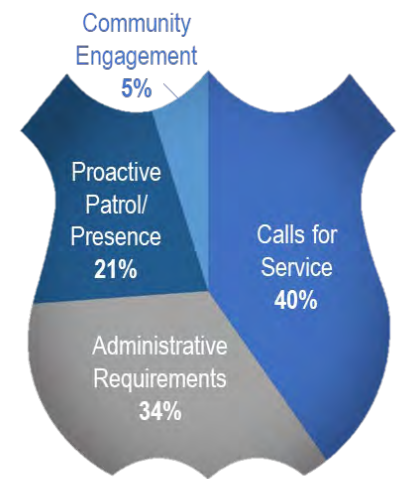 Community
Engagement
5%
Proactive
Patrol/
Presence
21%
Calls for
Service
40%
Administrative
Requirements
34%